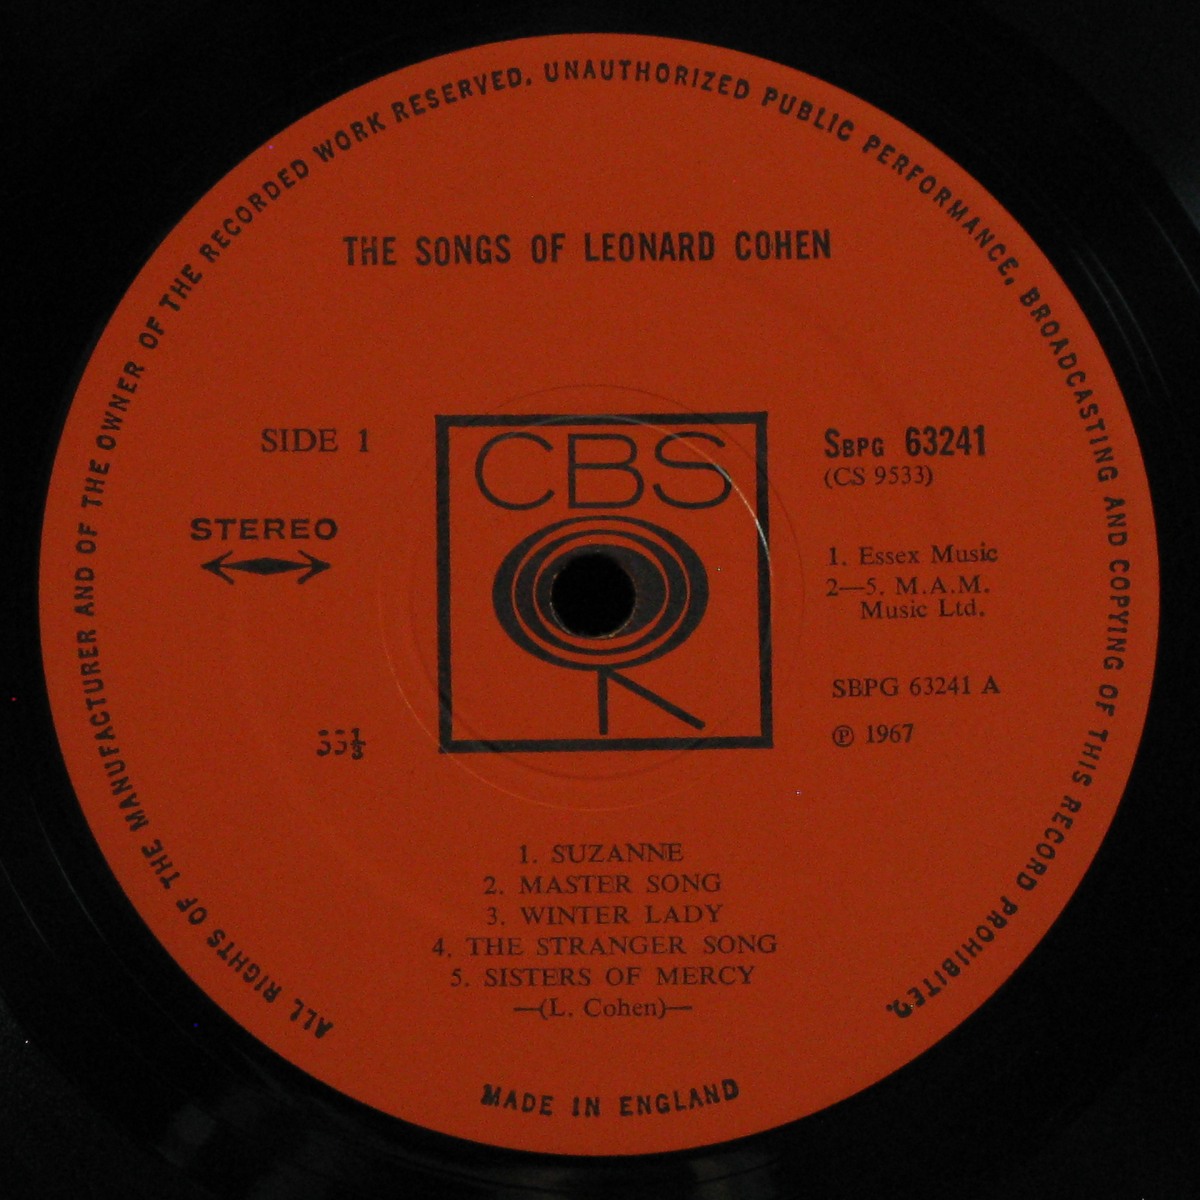 ALL RIGHTS OF THE MANUFACTURER AND OF THE OWNER OF THE RECORDED WORK RESERVED. UNAUTHORIZED PUBLIC PERFORMANCE, BROADCASTING AND COPYING OF THIS RECORD PROHIBITED.
THE SONGS OF LEONARD COHEN
SIDE 1
CBS
SBPG 63241
(CS 9533)
STEREO
1. Essex Music
2—5. M.A.M.
Music Ltd.
SBPG 63241 A
33⅓
℗ 1967
1. SUZANNE
2. MASTER SONG
3. WINTER LADY
4. THE STRANGER SONG
5. SISTERS OF MERCY
—(L. Cohen)—
MADE IN ENGLAND